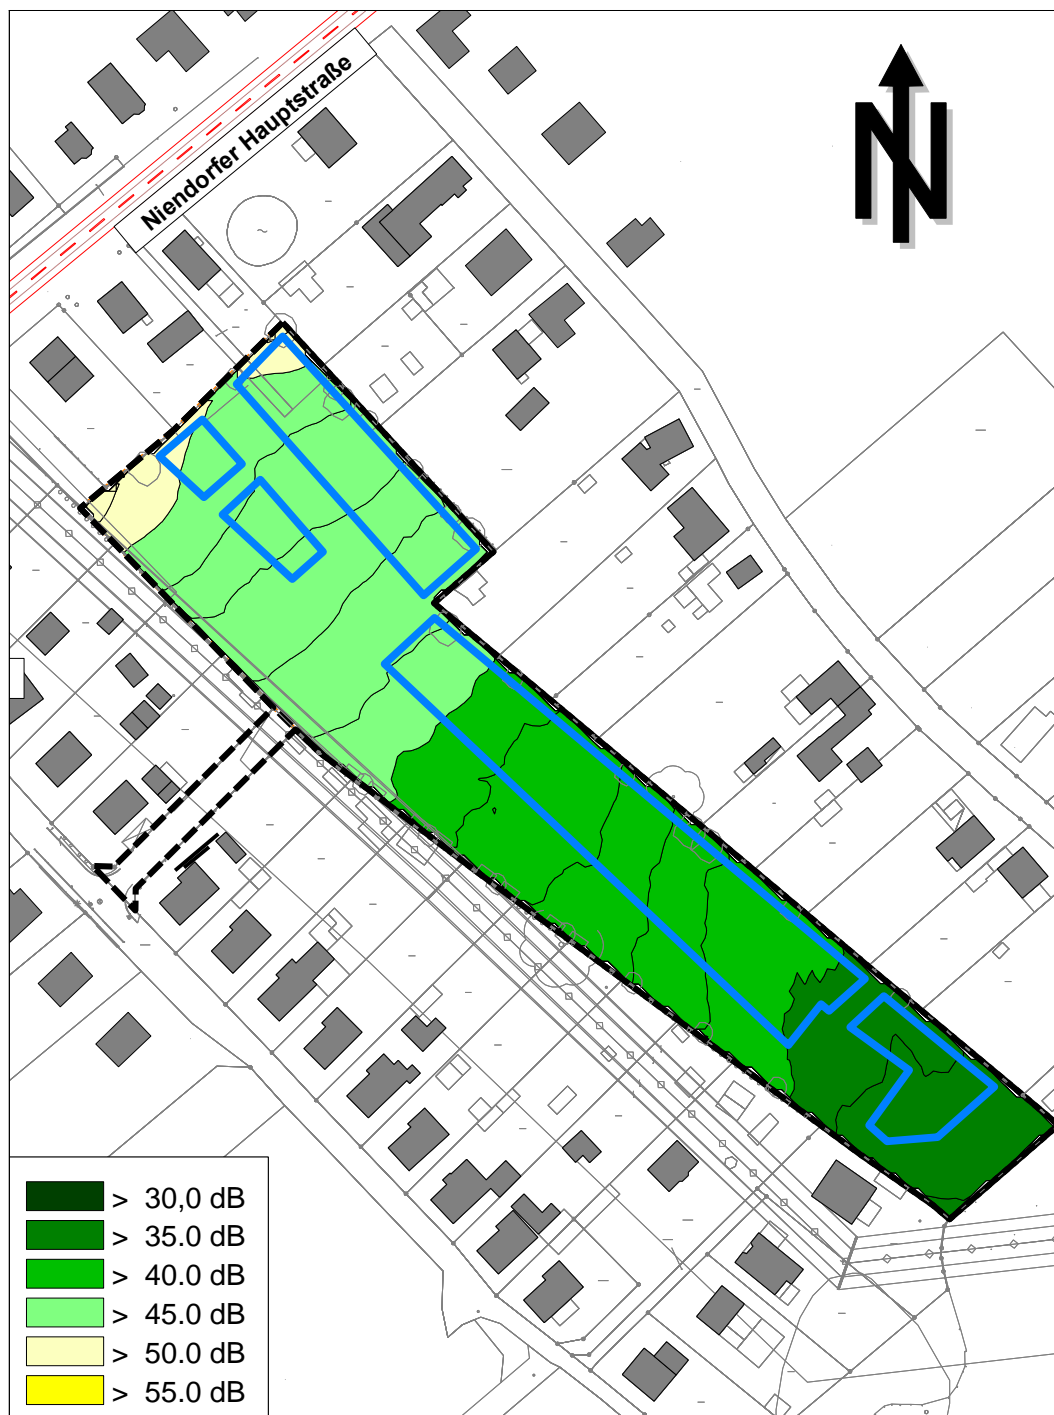 Niendorfer Hauptstraße
N
> 30,0 dB
> 35.0 dB
> 40.0 dB
> 45.0 dB
> 50.0 dB
> 55.0 dB